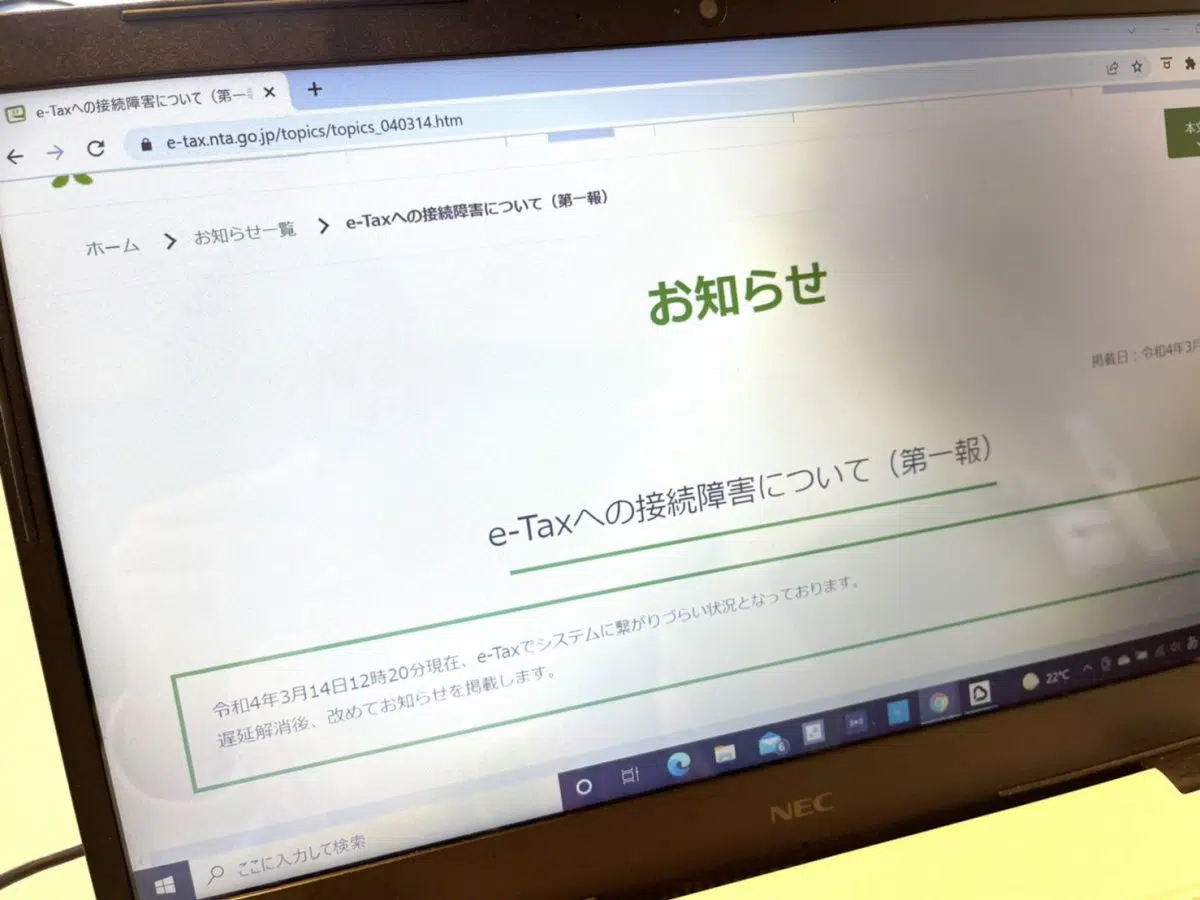 e-Taxへの接続障害について（第一
e-tax.nta.go.jp/topics/topics_040314.htm
本文
ホーム
お知らせ一覧
e-Taxへの接続障害について（第一報）
お知らせ
掲載日：令和4年3月
e-Taxへの接続障害について（第一報）
令和4年3月14日12時20分現在、e-Taxでシステムに繋がりづらい状況となっております。
遅延解消後、改めてお知らせを掲載します。
6
22℃
あ
ここに入力して検索
NEC